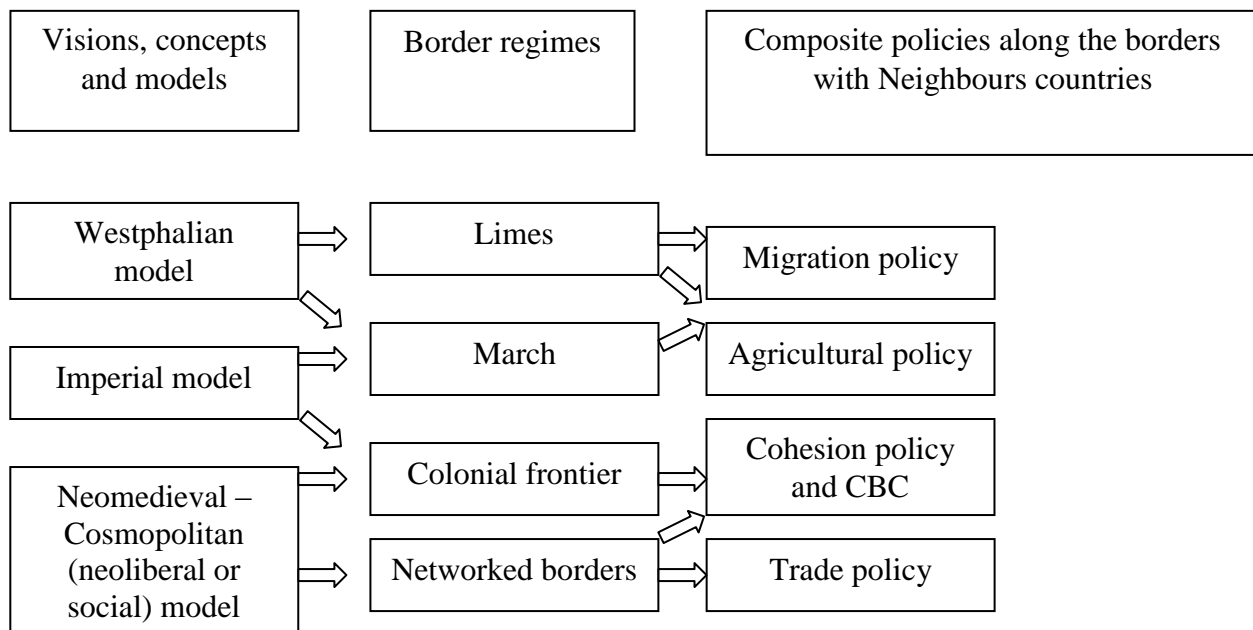 Visions, concepts
and models
Border regimes
Composite policies along the borders
with Neighbours countries
Westphalian
model
Limes
Migration policy
March
Agricultural policy
Imperial model
Colonial frontier
Cohesion policy
and CBC
Neomedieval –
Cosmopolitan
(neoliberal or
social) model
Networked borders
Trade policy